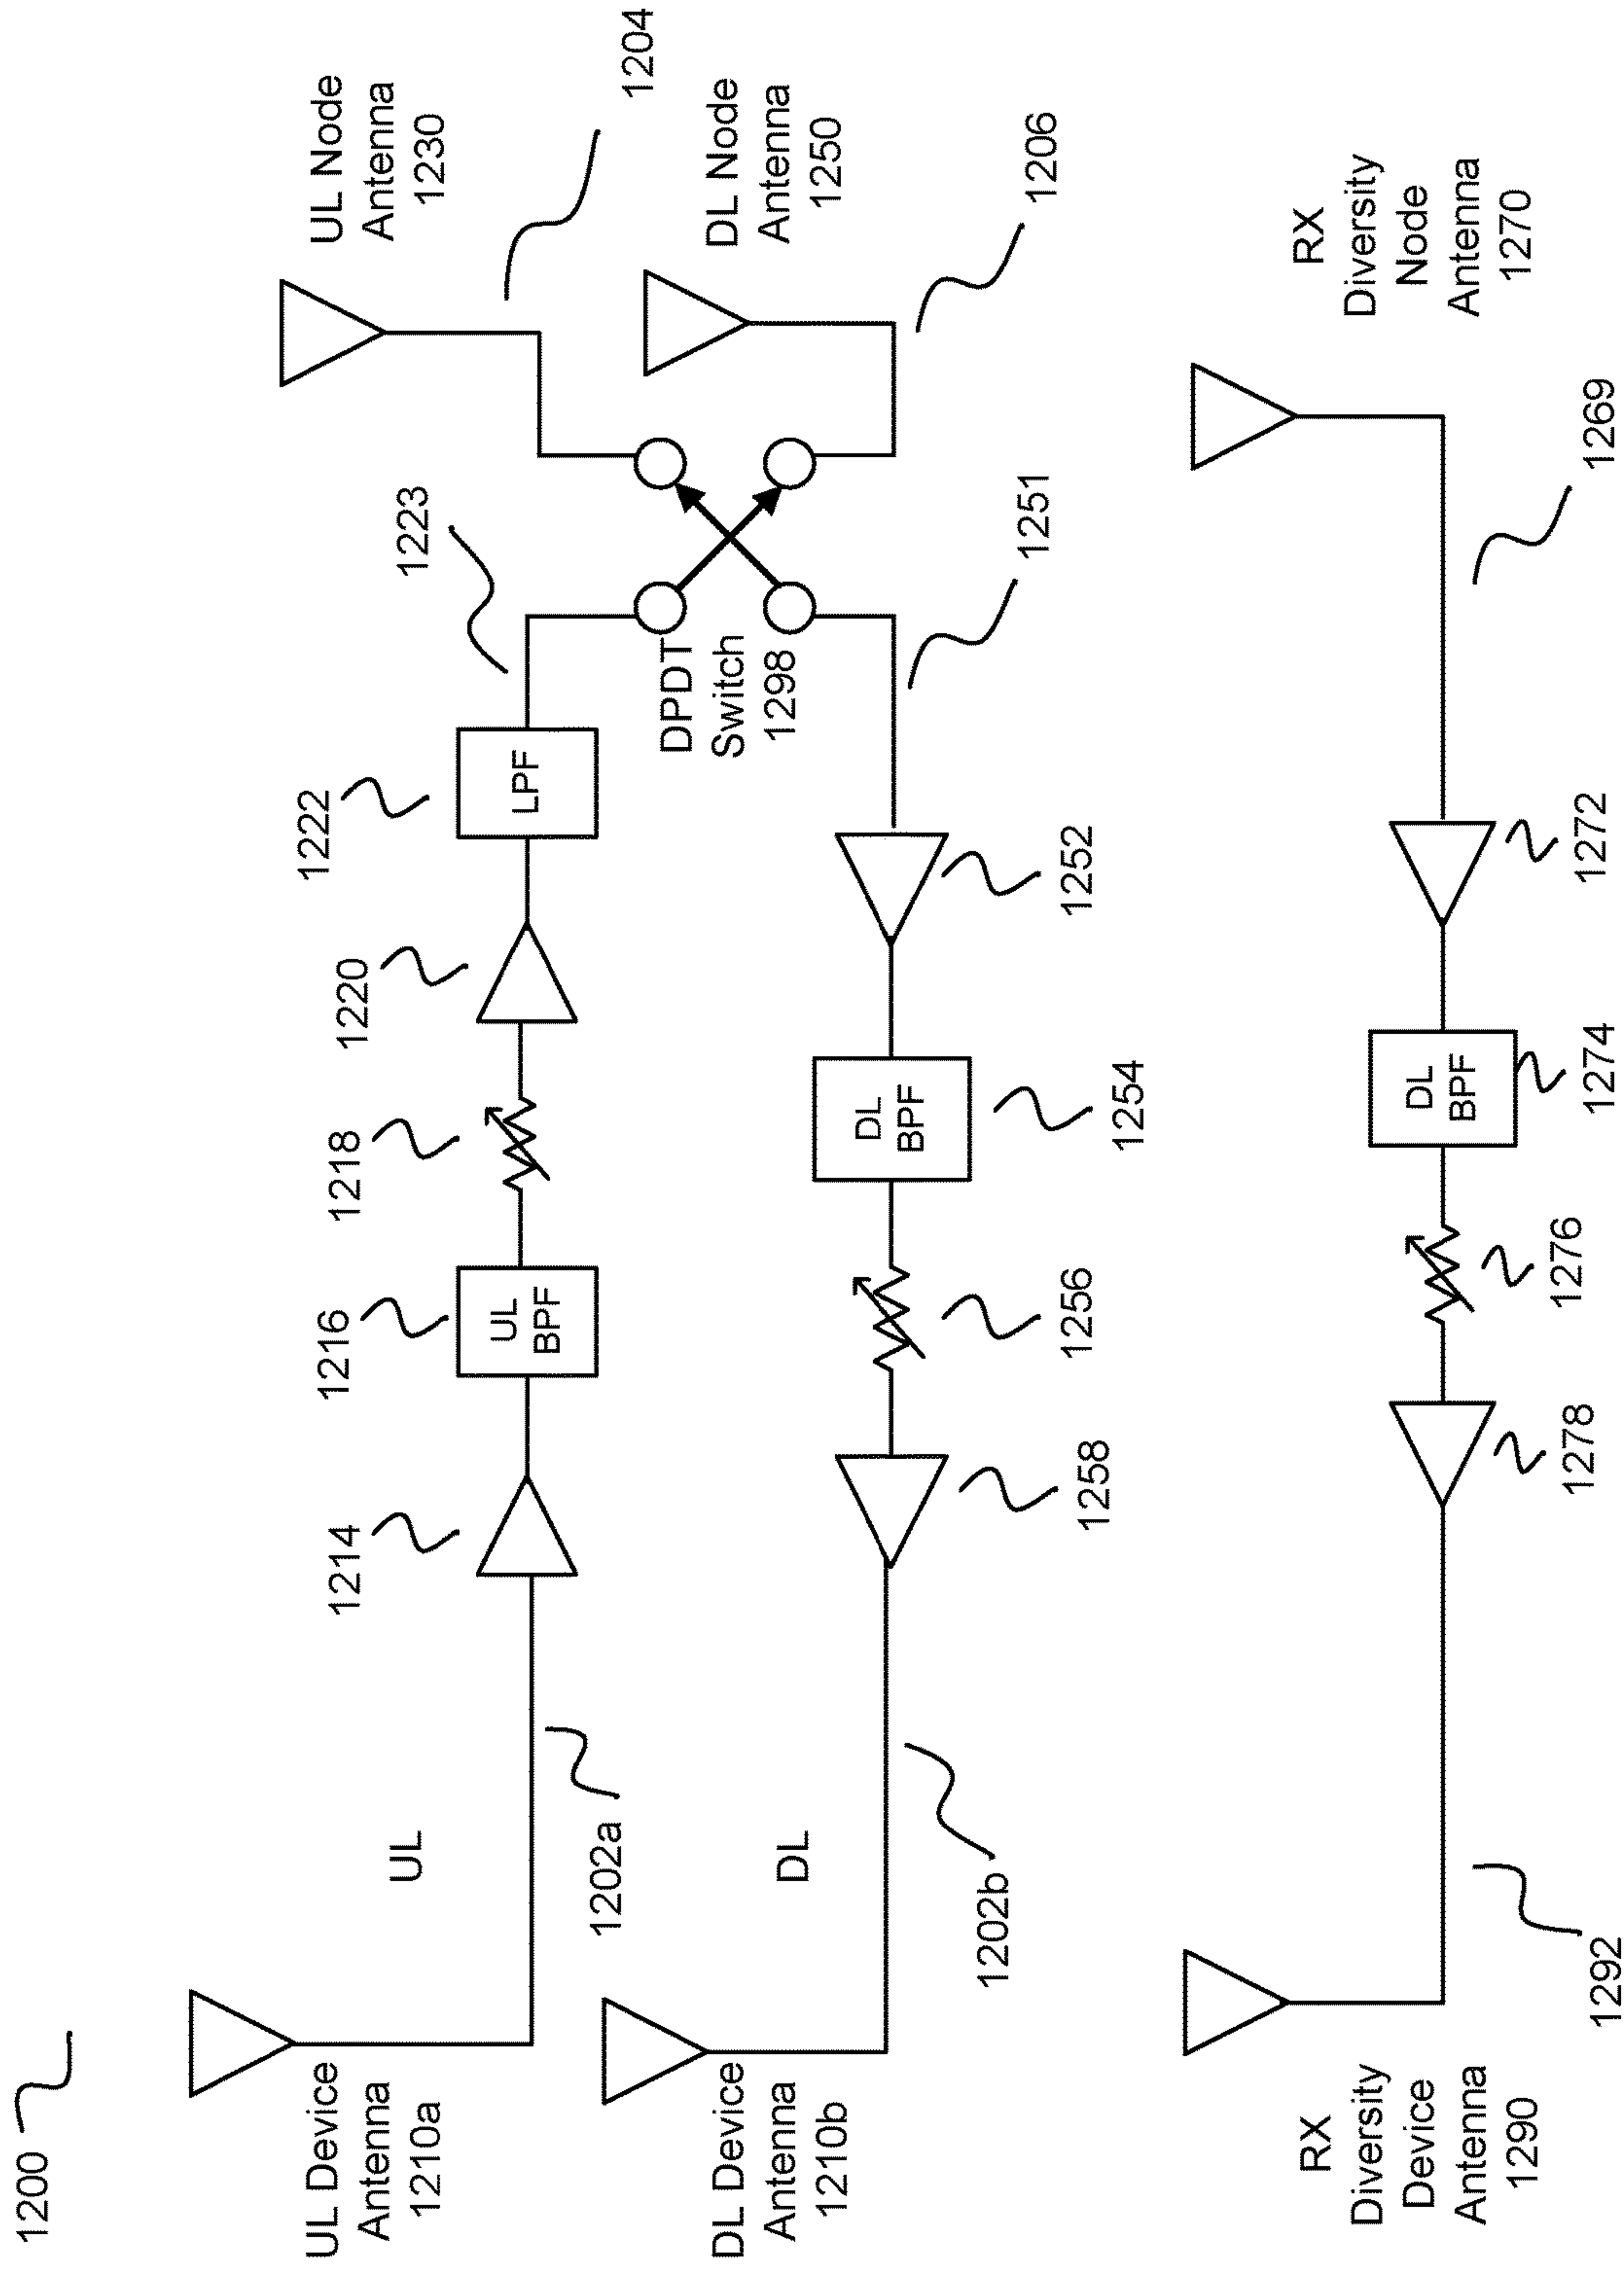 1200
UL Device
Antenna
1210a
UL
1202a
1214
1216
UL
BPF
1218
1220
1222
LPF
1223
UL Node
Antenna
1230
1204
DPDT
Switch
1298
DL Node
Antenna
1250
1206
DL Device
Antenna
1210b
DL
1202b
1258
1256
DL
BPF
1254
1252
1251
RX
Diversity
Device
Antenna
1290
1292
1278
1276
DL
BPF
1274
1272
1269
RX
Diversity
Node
Antenna
1270